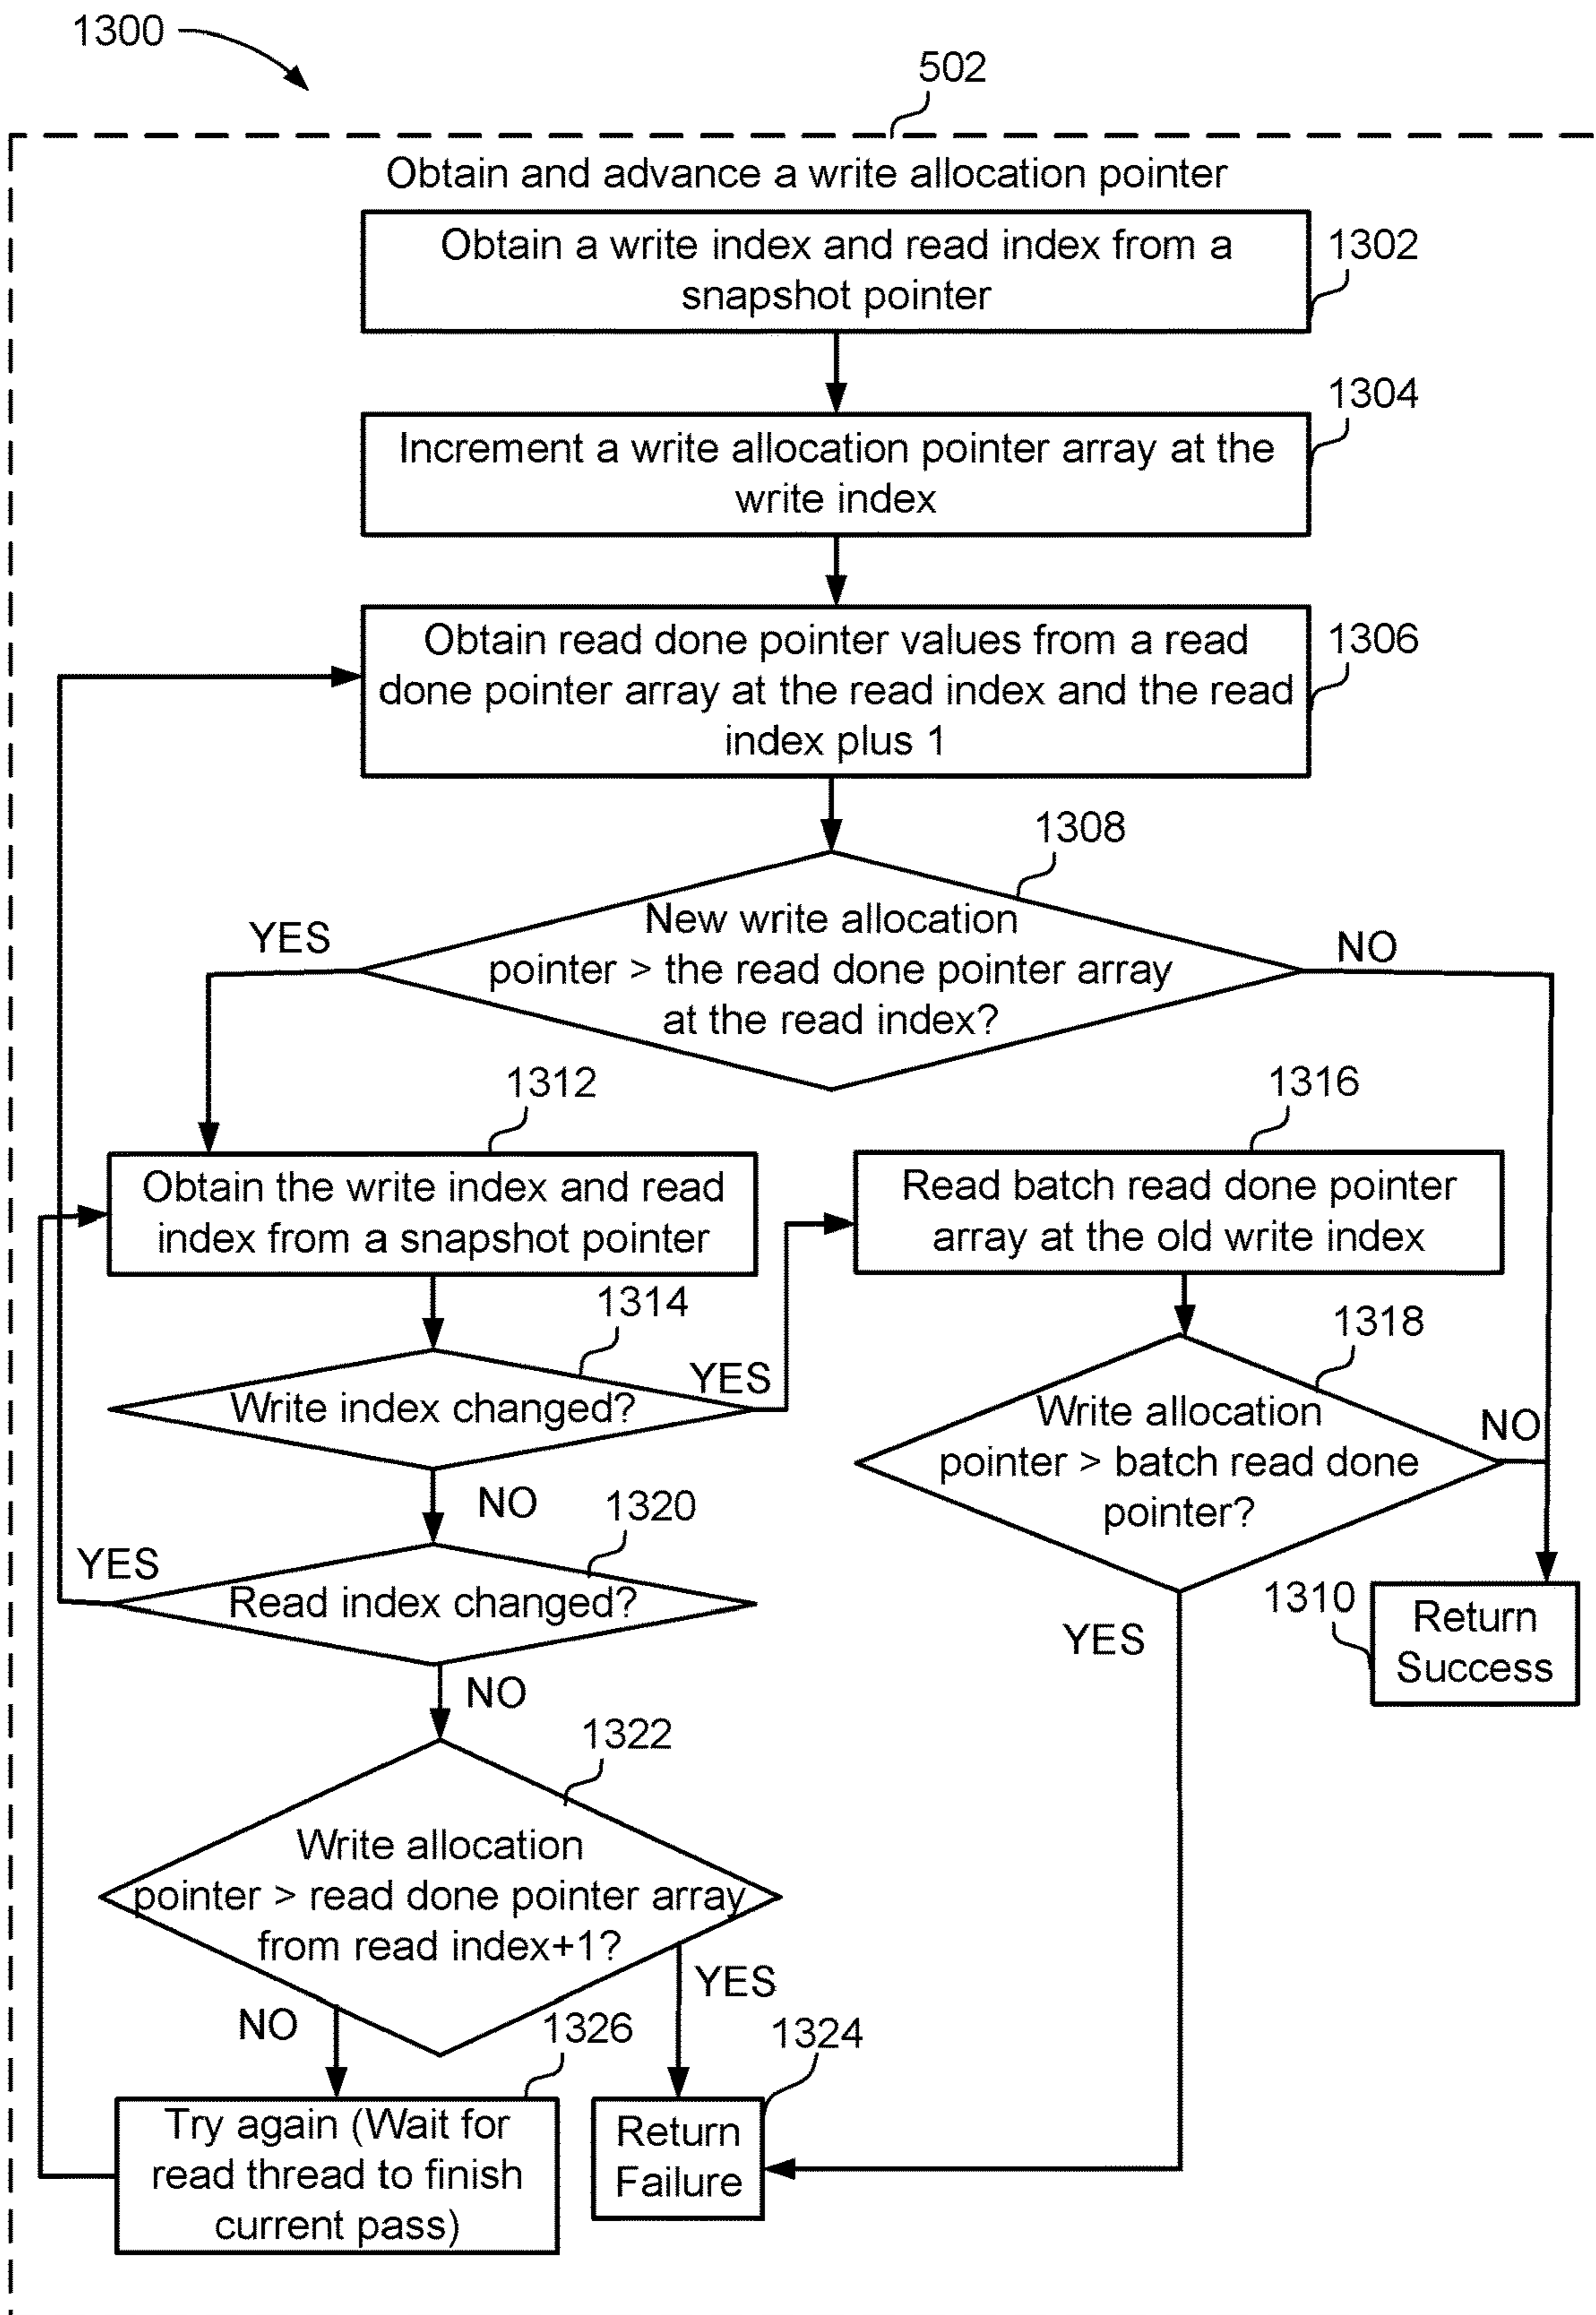 1300
502
Obtain and advance a write allocation pointer
Obtain a write index and read index from a
snapshot pointer
1302
1304
Increment a write allocation pointer array at the
write index
Obtain read done pointer values from a read
done pointer array at the read index and the read
index plus 1
1306
1308
New write allocation
pointer > the read done pointer array
at the read index?
YES
NO
1312
1316
Obtain the write index and read
index from a snapshot pointer
Read batch read done pointer
array at the old write index
1314
1318
Write index changed?
YES
Write allocation
pointer > batch read done
pointer?
NO
NO
1320
YES
Read index changed?
1310
Return
Success
YES
NO
1322
Write allocation
pointer > read done pointer array
from read index+1?
YES
NO
1326
1324
Try again (Wait for
read thread to finish
current pass)
Return
Failure